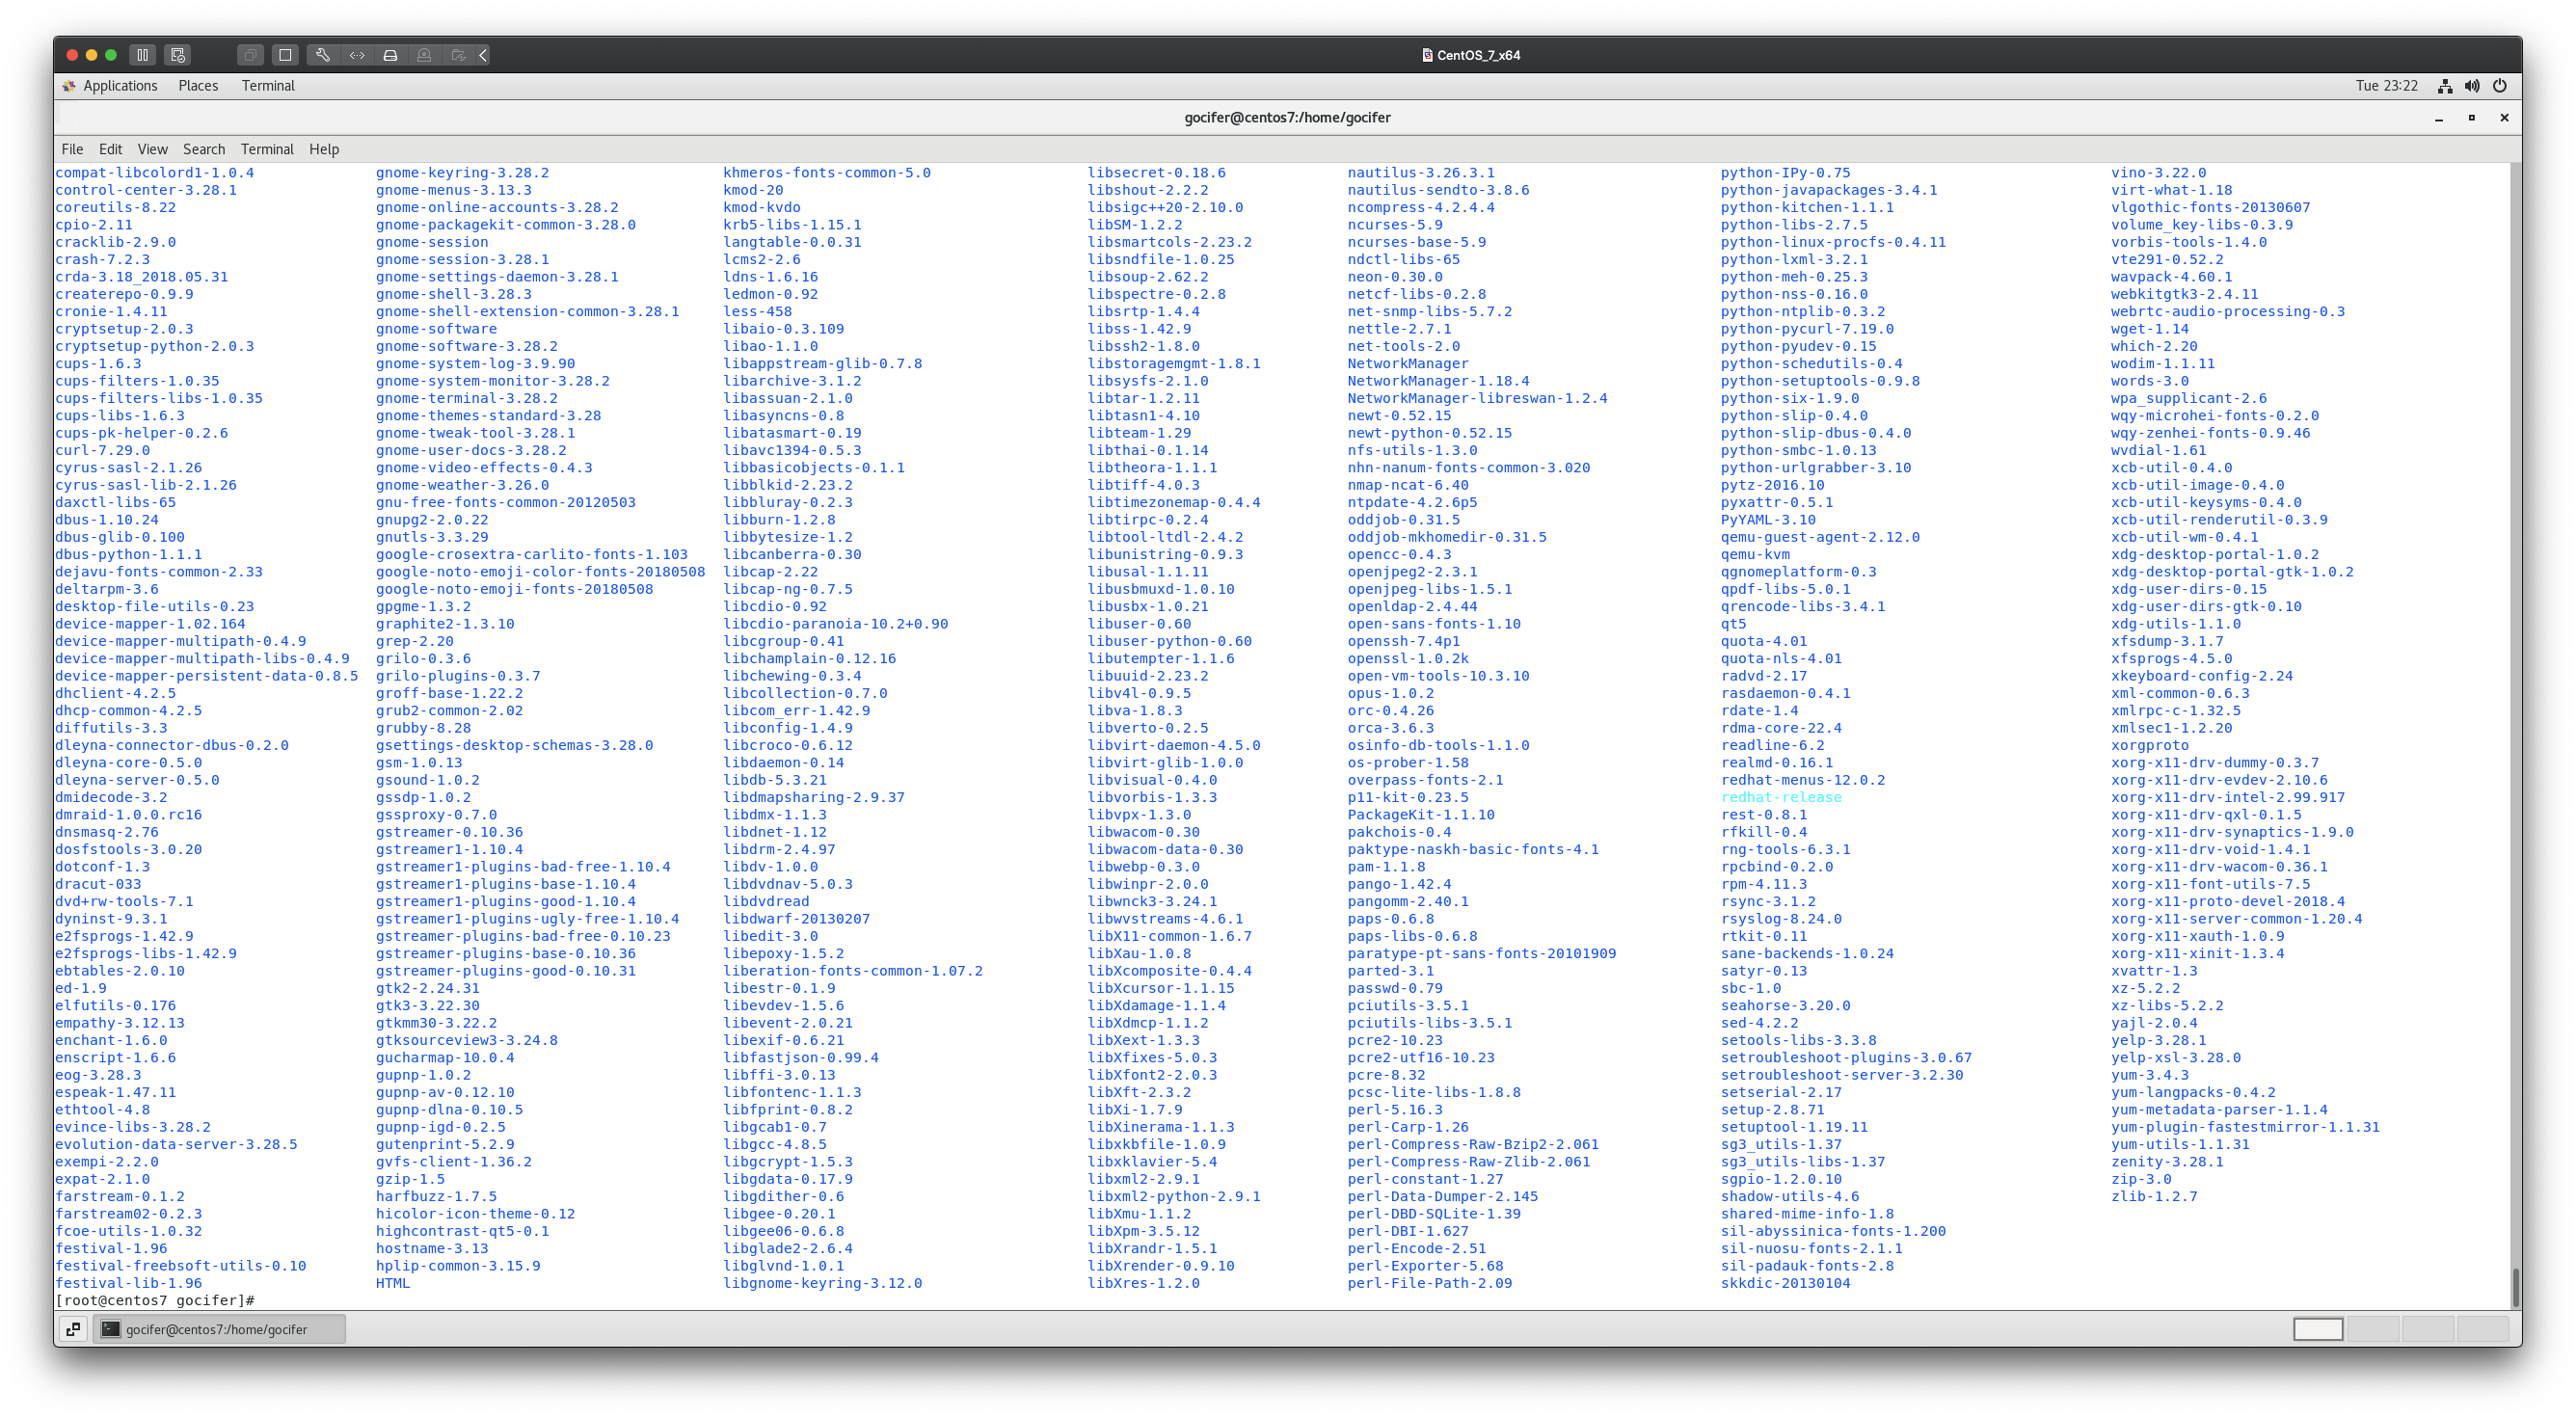 CentOS_7_x64
Applications Places Terminal Tue 23:22
gocifer@centos7:/home/gocifer
File Edit View Search Terminal Help
compat-libcolord1-1.0.4 gnome-keyring-3.28.2 khmeros-fonts-common-5.0 libsecret-0.18.6 nautilus-3.26.3.1 python-IPy-0.75 vino-3.22.0
control-center-3.28.1 gnome-menus-3.13.3 kmod-20 libshout-2.2.2 nautilus-sendto-3.8.6 python-javapackages-3.4.1 virt-what-1.18
coreutils-8.22 gnome-online-accounts-3.28.2 kmod-kvdo libsigc++20-2.10.0 ncompress-4.2.4.4 python-kitchen-1.1.1 vlgothic-fonts-20130607
cpio-2.11 gnome-packagekit-common-3.28.0 krb5-libs-1.15.1 libSM-1.2.2 ncurses-5.9 python-libs-2.7.5 volume_key-libs-0.3.9
cracklib-2.9.0 gnome-session langtable-0.0.31 libsmartcols-2.23.2 ncurses-base-5.9 python-linux-procfs-0.4.11 vorbis-tools-1.4.0
crash-7.2.3 gnome-session-3.28.1 lcms2-2.6 libsndfile-1.0.25 ndctl-libs-65 python-lxml-3.2.1 vte291-0.52.2
crda-3.18_2018.05.31 gnome-settings-daemon-3.28.1 ldns-1.6.16 libsoup-2.62.2 neon-0.30.0 python-meh-0.25.3 wavpack-4.60.1
createrepo-0.9.9 gnome-shell-3.28.3 ledmon-0.92 libspectre-0.2.8 netcf-libs-0.2.8 python-nss-0.16.0 webkitgtk3-2.4.11
cronie-1.4.11 gnome-shell-extension-common-3.28.1 less-458 libsrtp-1.4.4 net-snmp-libs-5.7.2 python-ntplib-0.3.2 webrtc-audio-processing-0.3
cryptsetup-2.0.3 gnome-software libaio-0.3.109 libss-1.42.9 nettle-2.7.1 python-pycurl-7.19.0 wget-1.14
cryptsetup-python-2.0.3 gnome-software-3.28.2 libao-1.1.0 libssh2-1.8.0 net-tools-2.0 python-pyudev-0.15 which-2.20
cups-1.6.3 gnome-system-log-3.9.90 libappstream-glib-0.7.8 libstoragemgmt-1.8.1 NetworkManager python-schedutils-0.4 wodim-1.1.11
cups-filters-1.0.35 gnome-system-monitor-3.28.2 libarchive-3.1.2 libsysfs-2.1.0 NetworkManager-1.18.4 python-setuptools-0.9.8 words-3.0
cups-filters-libs-1.0.35 gnome-terminal-3.28.2 libassuan-2.1.0 libtar-1.2.11 NetworkManager-libreswan-1.2.4 python-six-1.9.0 wpa_supplicant-2.6
cups-libs-1.6.3 gnome-themes-standard-3.28 libasyncns-0.8 libtasn1-4.10 newt-0.52.15 python-slip-0.4.0 wqy-microhei-fonts-0.2.0
cups-pk-helper-0.2.6 gnome-tweak-tool-3.28.1 libatasmart-0.19 libteam-1.29 newt-python-0.52.15 python-slip-dbus-0.4.0 wqy-zenhei-fonts-0.9.46
curl-7.29.0 gnome-user-docs-3.28.2 libavc1394-0.5.3 libthai-0.1.14 nfs-utils-1.3.0 python-smbc-1.0.13 wvdial-1.61
cyrus-sasl-2.1.26 gnome-video-effects-0.4.3 libbasicobjects-0.1.1 libtheora-1.1.1 nhn-nanum-fonts-common-3.020 python-urlgrabber-3.10 xcb-util-0.4.0
cyrus-sasl-lib-2.1.26 gnome-weather-3.26.0 libblkid-2.23.2 libtiff-4.0.3 nmap-ncat-6.40 pytz-2016.10 xcb-util-image-0.4.0
daxctl-libs-65 gnu-free-fonts-common-20120503 libbluray-0.2.3 libtimezonemap-0.4.4 ntpdate-4.2.6p5 pyxattr-0.5.1 xcb-util-keysyms-0.4.0
dbus-1.10.24 gnupg2-2.0.22 libburn-1.2.8 libtirpc-0.2.4 oddjob-0.31.5 PyYAML-3.10 xcb-util-renderutil-0.3.9
dbus-glib-0.100 gnutls-3.3.29 libbytesize-1.2 libtool-ltdl-2.4.2 oddjob-mkhomedir-0.31.5 qemu-guest-agent-2.12.0 xcb-util-wm-0.4.1
dbus-python-1.1.1 google-crosextra-carlito-fonts-1.103 libcanberra-0.30 libunistring-0.9.3 opencc-0.4.3 qemu-kvm xdg-desktop-portal-1.0.2
dejavu-fonts-common-2.33 google-noto-emoji-color-fonts-20180508 libcap-2.22 libusal-1.1.11 openjpeg2-2.3.1 qgnomeplatform-0.3 xdg-desktop-portal-gtk-1.0.2
deltarpm-3.6 google-noto-emoji-fonts-20180508 libcap-ng-0.7.5 libusbmuxd-1.0.10 openjpeg-libs-1.5.1 qpdf-libs-5.0.1 xdg-user-dirs-0.15
desktop-file-utils-0.23 gpgme-1.3.2 libcdio-0.92 libusbx-1.0.21 openldap-2.4.44 qrencode-libs-3.4.1 xdg-user-dirs-gtk-0.10
device-mapper-1.02.164 graphite2-1.3.10 libcdio-paranoia-10.2+0.90 libuser-0.60 open-sans-fonts-1.10 qt5 xdg-utils-1.1.0
device-mapper-multipath-0.4.9 grep-2.20 libcgroup-0.41 libuser-python-0.60 openssh-7.4p1 quota-4.01 xfsdump-3.1.7
device-mapper-multipath-libs-0.4.9 grilo-0.3.6 libchamplain-0.12.16 libutempter-1.1.6 openssl-1.0.2k quota-nls-4.01 xfsprogs-4.5.0
device-mapper-persistent-data-0.8.5 grilo-plugins-0.3.7 libchewing-0.3.4 libuuid-2.23.2 open-vm-tools-10.3.10 radvd-2.17 xkeyboard-config-2.24
dhclient-4.2.5 groff-base-1.22.2 libcollection-0.7.0 libv4l-0.9.5 opus-1.0.2 rasdaemon-0.4.1 xml-common-0.6.3
dhcp-common-4.2.5 grub2-common-2.02 libcom_err-1.42.9 libva-1.8.3 orc-0.4.26 rdate-1.4 xmlrpc-c-1.32.5
diffutils-3.3 grubby-8.28 libconfig-1.4.9 libverto-0.2.5 orca-3.6.3 rdma-core-22.4 xmlsec1-1.2.20
dleyna-connector-dbus-0.2.0 gsettings-desktop-schemas-3.28.0 libcroco-0.6.12 libvirt-daemon-4.5.0 osinfo-db-tools-1.1.0 readline-6.2 xorgproto
dleyna-core-0.5.0 gsm-1.0.13 libdaemon-0.14 libvirt-glib-1.0.0 os-prober-1.58 realmd-0.16.1 xorg-x11-drv-dummy-0.3.7
dleyna-server-0.5.0 gsound-1.0.2 libdb-5.3.21 libvisual-0.4.0 overpass-fonts-2.1 redhat-menus-12.0.2 xorg-x11-drv-evdev-2.10.6
dmidecode-3.2 gssdp-1.0.2 libdmapsharing-2.9.37 libvorbis-1.3.3 p11-kit-0.23.5 redhat-release xorg-x11-drv-intel-2.99.917
dmraid-1.0.0.rc16 gssproxy-0.7.0 libdmx-1.1.3 libvpx-1.3.0 PackageKit-1.1.10 rest-0.8.1 xorg-x11-drv-qxl-0.1.5
dnsmasq-2.76 gstreamer-0.10.36 libdnet-1.12 libwacom-0.30 pakchois-0.4 rfkill-0.4 xorg-x11-drv-synaptics-1.9.0
dosfstools-3.0.20 gstreamer1-1.10.4 libdrm-2.4.97 libwacom-data-0.30 paktype-naskh-basic-fonts-4.1 rng-tools-6.3.1 xorg-x11-drv-void-1.4.1
dotconf-1.3 gstreamer1-plugins-bad-free-1.10.4 libdv-1.0.0 libwebp-0.3.0 pam-1.1.8 rpcbind-0.2.0 xorg-x11-drv-wacom-0.36.1
dracut-033 gstreamer1-plugins-base-1.10.4 libdvdnav-5.0.3 libwinpr-2.0.0 pango-1.42.4 rpm-4.11.3 xorg-x11-font-utils-7.5
dvd+rw-tools-7.1 gstreamer1-plugins-good-1.10.4 libdvdread libwnck3-3.24.1 pangomm-2.40.1 rsync-3.1.2 xorg-x11-proto-devel-2018.4
dyninst-9.3.1 gstreamer1-plugins-ugly-free-1.10.4 libdwarf-20130207 libwvstreams-4.6.1 paps-0.6.8 rsyslog-8.24.0 xorg-x11-server-common-1.20.4
e2fsprogs-1.42.9 gstreamer-plugins-bad-free-0.10.23 libedit-3.0 libX11-common-1.6.7 paps-libs-0.6.8 rtkit-0.11 xorg-x11-xauth-1.0.9
e2fsprogs-libs-1.42.9 gstreamer-plugins-base-0.10.36 libepoxy-1.5.2 libXau-1.0.8 paratype-pt-sans-fonts-20101909 sane-backends-1.0.24 xorg-x11-xinit-1.3.4
ebtables-2.0.10 gstreamer-plugins-good-0.10.31 liberation-fonts-common-1.07.2 libXcomposite-0.4.4 parted-3.1 satyr-0.13 xvattr-1.3
ed-1.9 gtk2-2.24.31 libestr-0.1.9 libXcursor-1.1.15 passwd-0.79 sbc-1.0 xz-5.2.2
elfutils-0.176 gtk3-3.22.30 libevdev-1.5.6 libXdamage-1.1.4 pciutils-3.5.1 seahorse-3.20.0 xz-libs-5.2.2
empathy-3.12.13 gtkmm30-3.22.2 libevent-2.0.21 libXdmcp-1.1.2 pciutils-libs-3.5.1 sed-4.2.2 yajl-2.0.4
enchant-1.6.0 gtksourceview3-3.24.8 libexif-0.6.21 libXext-1.3.3 pcre2-10.23 setools-libs-3.3.8 yelp-3.28.1
enscript-1.6.6 gucharmap-10.0.4 libfastjson-0.99.4 libXfixes-5.0.3 pcre2-utf16-10.23 setroubleshoot-plugins-3.0.67 yelp-xsl-3.28.0
eog-3.28.3 gupnp-1.0.2 libffi-3.0.13 libXfont2-2.0.3 pcre-8.32 setroubleshoot-server-3.2.30 yum-3.4.3
espeak-1.47.11 gupnp-av-0.12.10 libfontenc-1.1.3 libXft-2.3.2 pcsc-lite-libs-1.8.8 setserial-2.17 yum-langpacks-0.4.2
ethtool-4.8 gupnp-dlna-0.10.5 libfprint-0.8.2 libXi-1.7.9 perl-5.16.3 setup-2.8.71 yum-metadata-parser-1.1.4
evince-libs-3.28.2 gupnp-igd-0.2.5 libgcab1-0.7 libXinerama-1.1.3 perl-Carp-1.26 setuptool-1.19.11 yum-plugin-fastestmirror-1.1.31
evolution-data-server-3.28.5 gutenprint-5.2.9 libgcc-4.8.5 libxkbfile-1.0.9 perl-Compress-Raw-Bzip2-2.061 sg3_utils-1.37 yum-utils-1.1.31
exempi-2.2.0 gvfs-client-1.36.2 libgcrypt-1.5.3 libxklavier-5.4 perl-Compress-Raw-Zlib-2.061 sg3_utils-libs-1.37 zenity-3.28.1
expat-2.1.0 gzip-1.5 libgdata-0.17.9 libxml2-2.9.1 perl-constant-1.27 sgpio-1.2.0.10 zip-3.0
farstream-0.1.2 harfbuzz-1.7.5 libgdither-0.6 libxml2-python-2.9.1 perl-Data-Dumper-2.145 shadow-utils-4.6 zlib-1.2.7
farstream02-0.2.3 hicolor-icon-theme-0.12 libgee-0.20.1 libXmu-1.1.2 perl-DBD-SQLite-1.39 shared-mime-info-1.8
fcoe-utils-1.0.32 highcontrast-qt5-0.1 libgee06-0.6.8 libXpm-3.5.12 perl-DBI-1.627 sil-abyssinica-fonts-1.200
festival-1.96 hostname-3.13 libglade2-2.6.4 libXrandr-1.5.1 perl-Encode-2.51 sil-nuosu-fonts-2.1.1
festival-freebsoft-utils-0.10 hplip-common-3.15.9 libglvnd-1.0.1 libXrender-0.9.10 perl-Exporter-5.68 sil-padauk-fonts-2.8
festival-lib-1.96 HTML libgnome-keyring-3.12.0 libXres-1.2.0 perl-File-Path-2.09 skkdic-20130104
[root@centos7 gocifer]#
gocifer@centos7:/home/gocifer